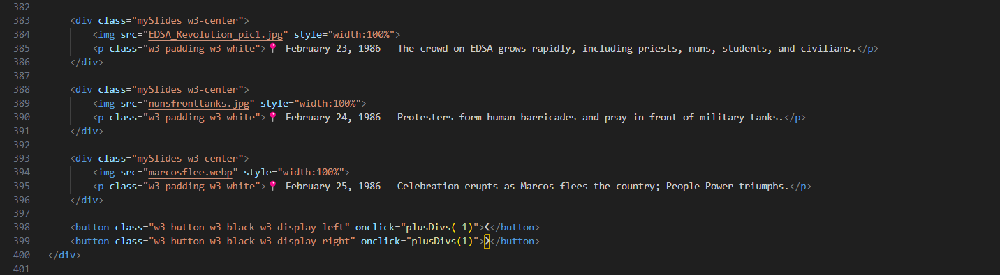 382
383 <div class="mySlides w3-center">
384 <img src="EDSA_Revolution_pic1.jpg" style="width:100%">
385 <p class="w3-padding w3-white">📍 February 23, 1986 - The crowd on EDSA grows rapidly, including priests, nuns, students, and civilians.</p>
386 </div>
387
388 <div class="mySlides w3-center">
389 <img src="nunsfronttanks.jpg" style="width:100%">
390 <p class="w3-padding w3-white">📍 February 24, 1986 - Protesters form human barricades and pray in front of military tanks.</p>
391 </div>
392
393 <div class="mySlides w3-center">
394 <img src="marcosflee.webp" style="width:100%">
395 <p class="w3-padding w3-white">📍 February 25, 1986 - Celebration erupts as Marcos flees the country; People Power triumphs.</p>
396 </div>
397
398 <button class="w3-button w3-black w3-display-left" onclick="plusDivs(-1)">❮</button>
399 <button class="w3-button w3-black w3-display-right" onclick="plusDivs(1)">❯</button>
400 </div>
401